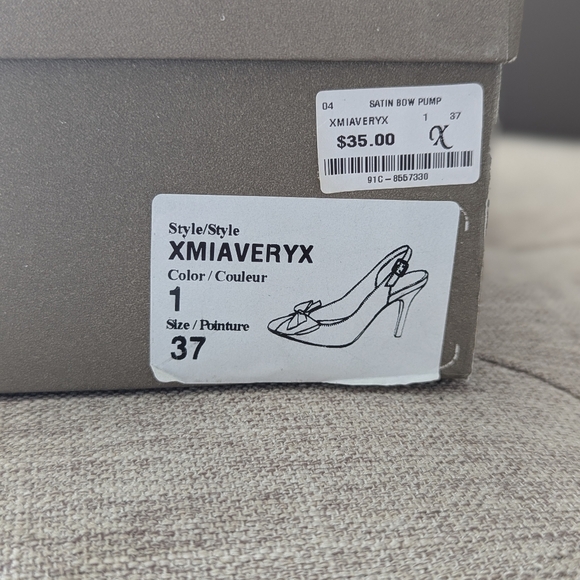 04 SATIN BOW PUMP
XMIAVERYX 1 37
$35.00 X
91C-8557330
Style/Style
XMIAVERYX
Color / Couleur
1
Size / Pointure
37